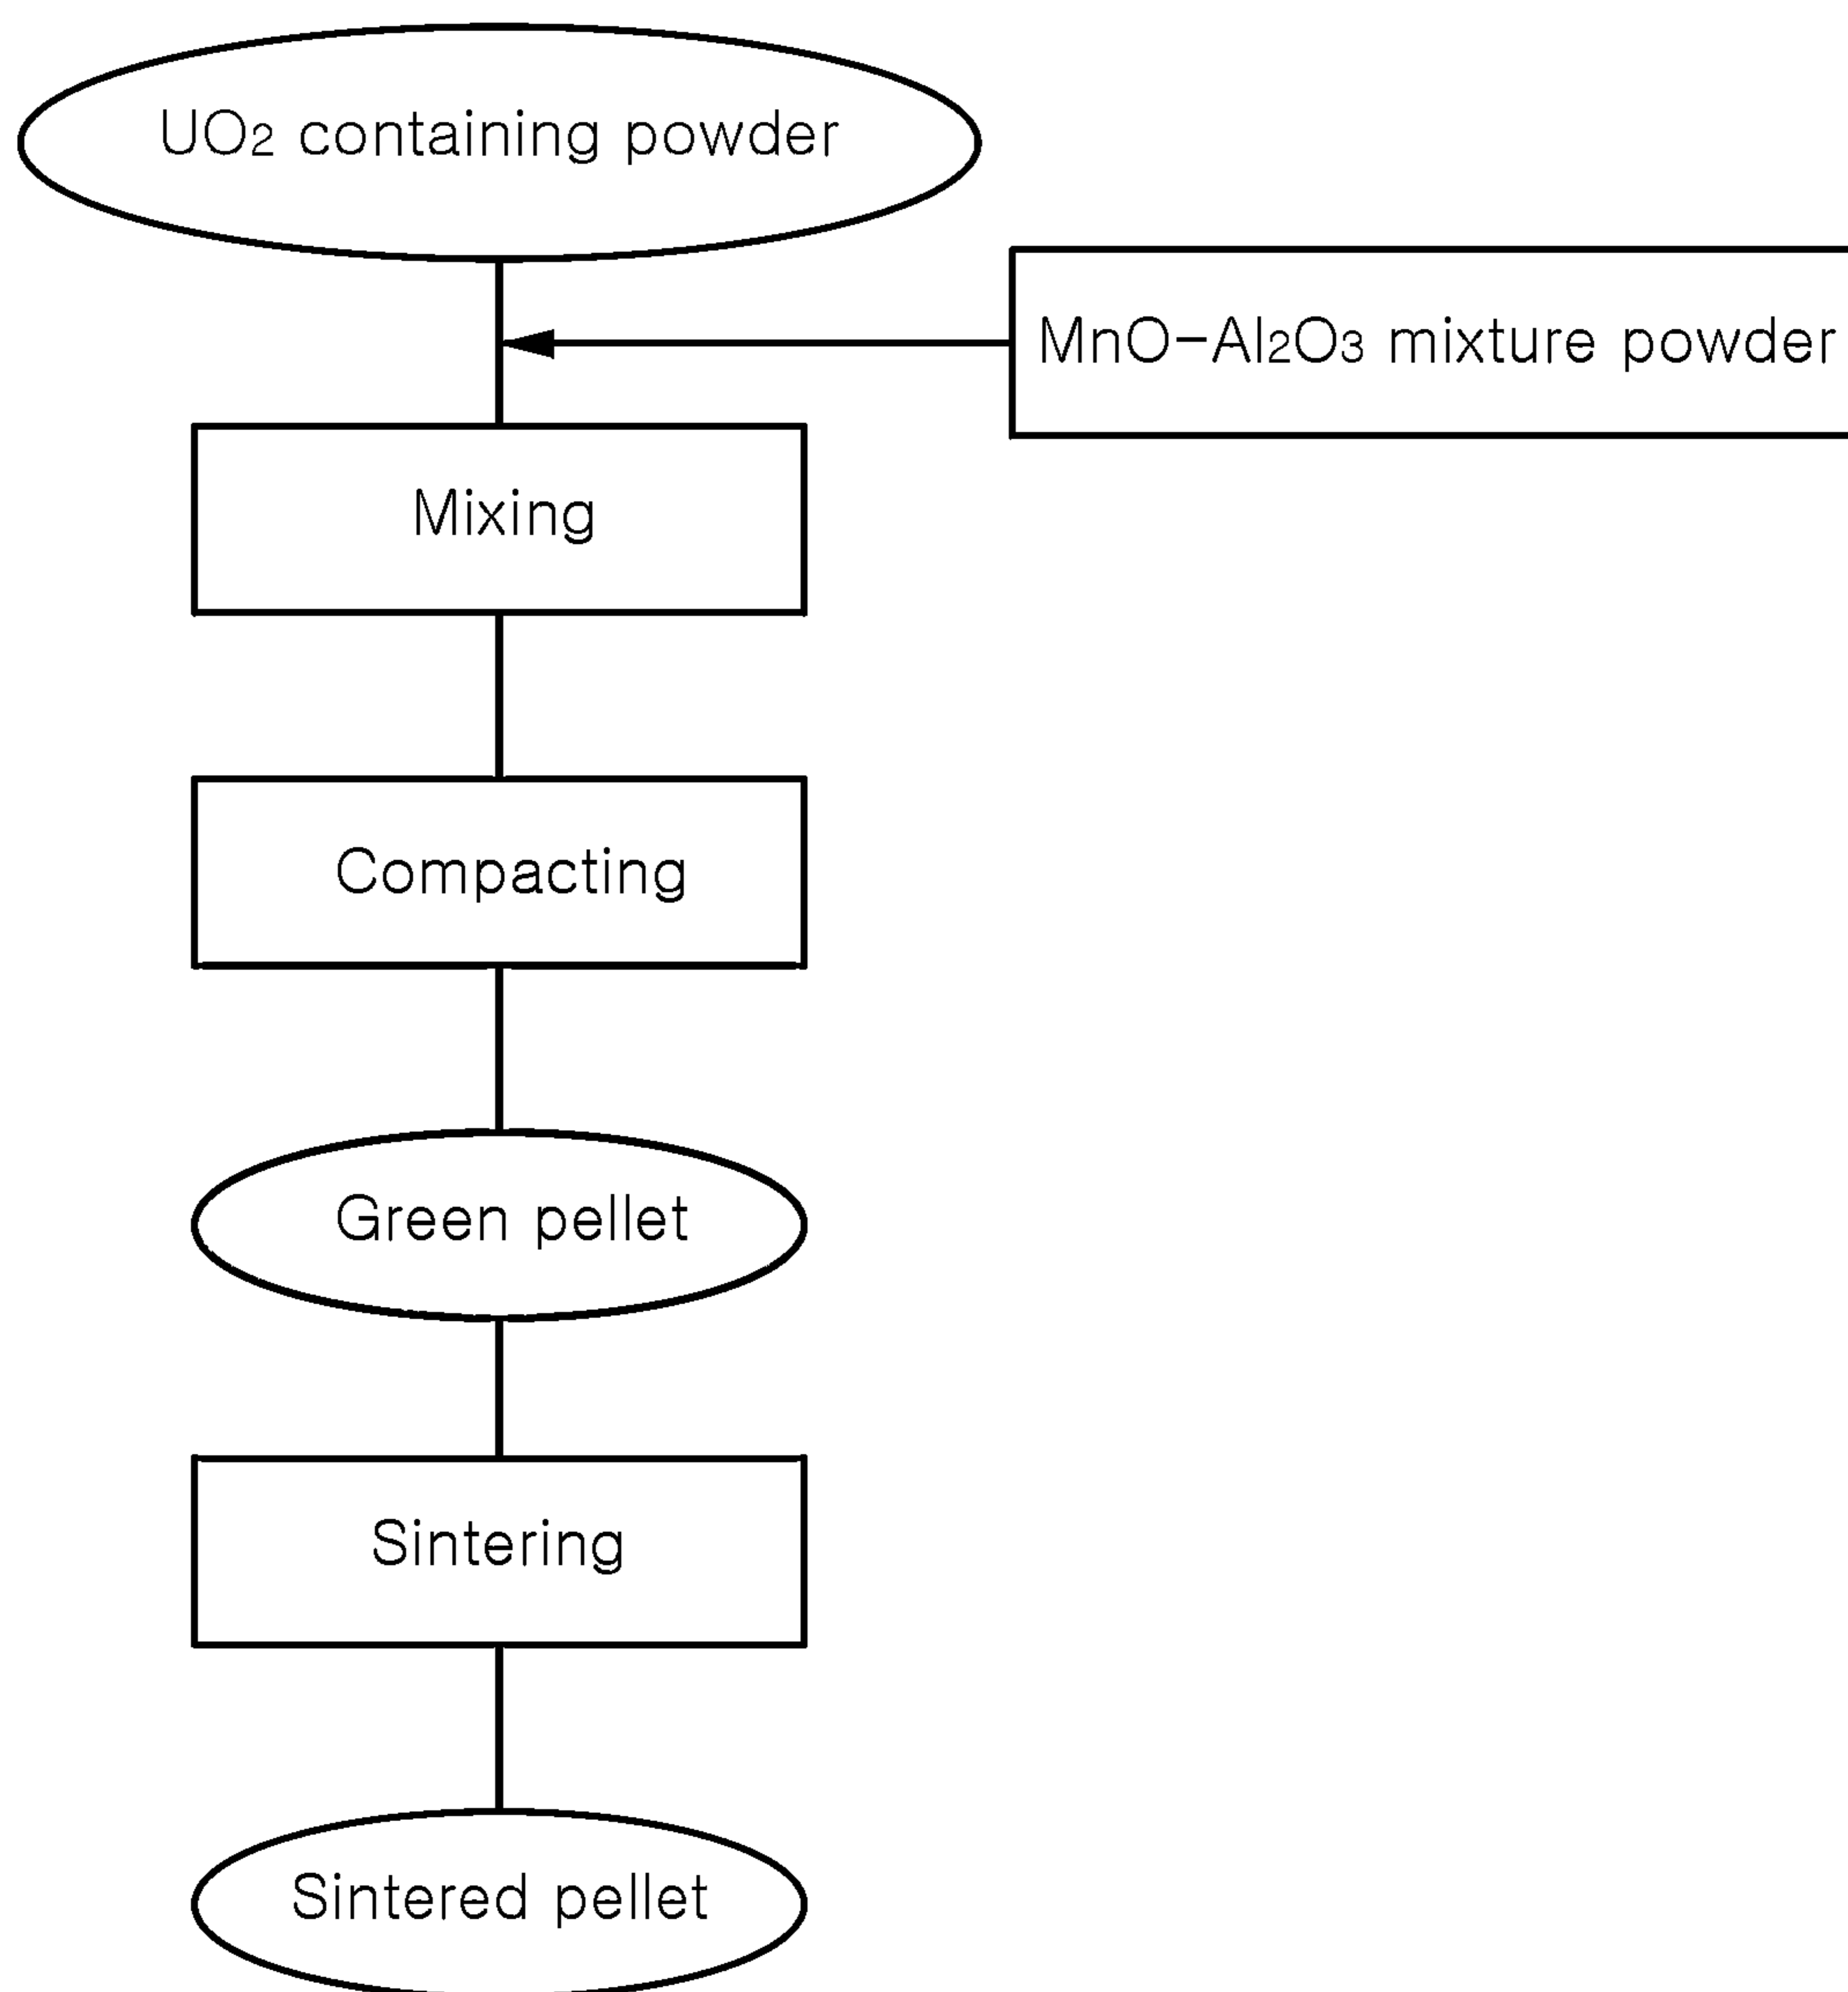 UO₂ containing powder
MnO-Al₂O₃ mixture powder
Mixing
Compacting
Green pellet
Sintering
Sintered pellet